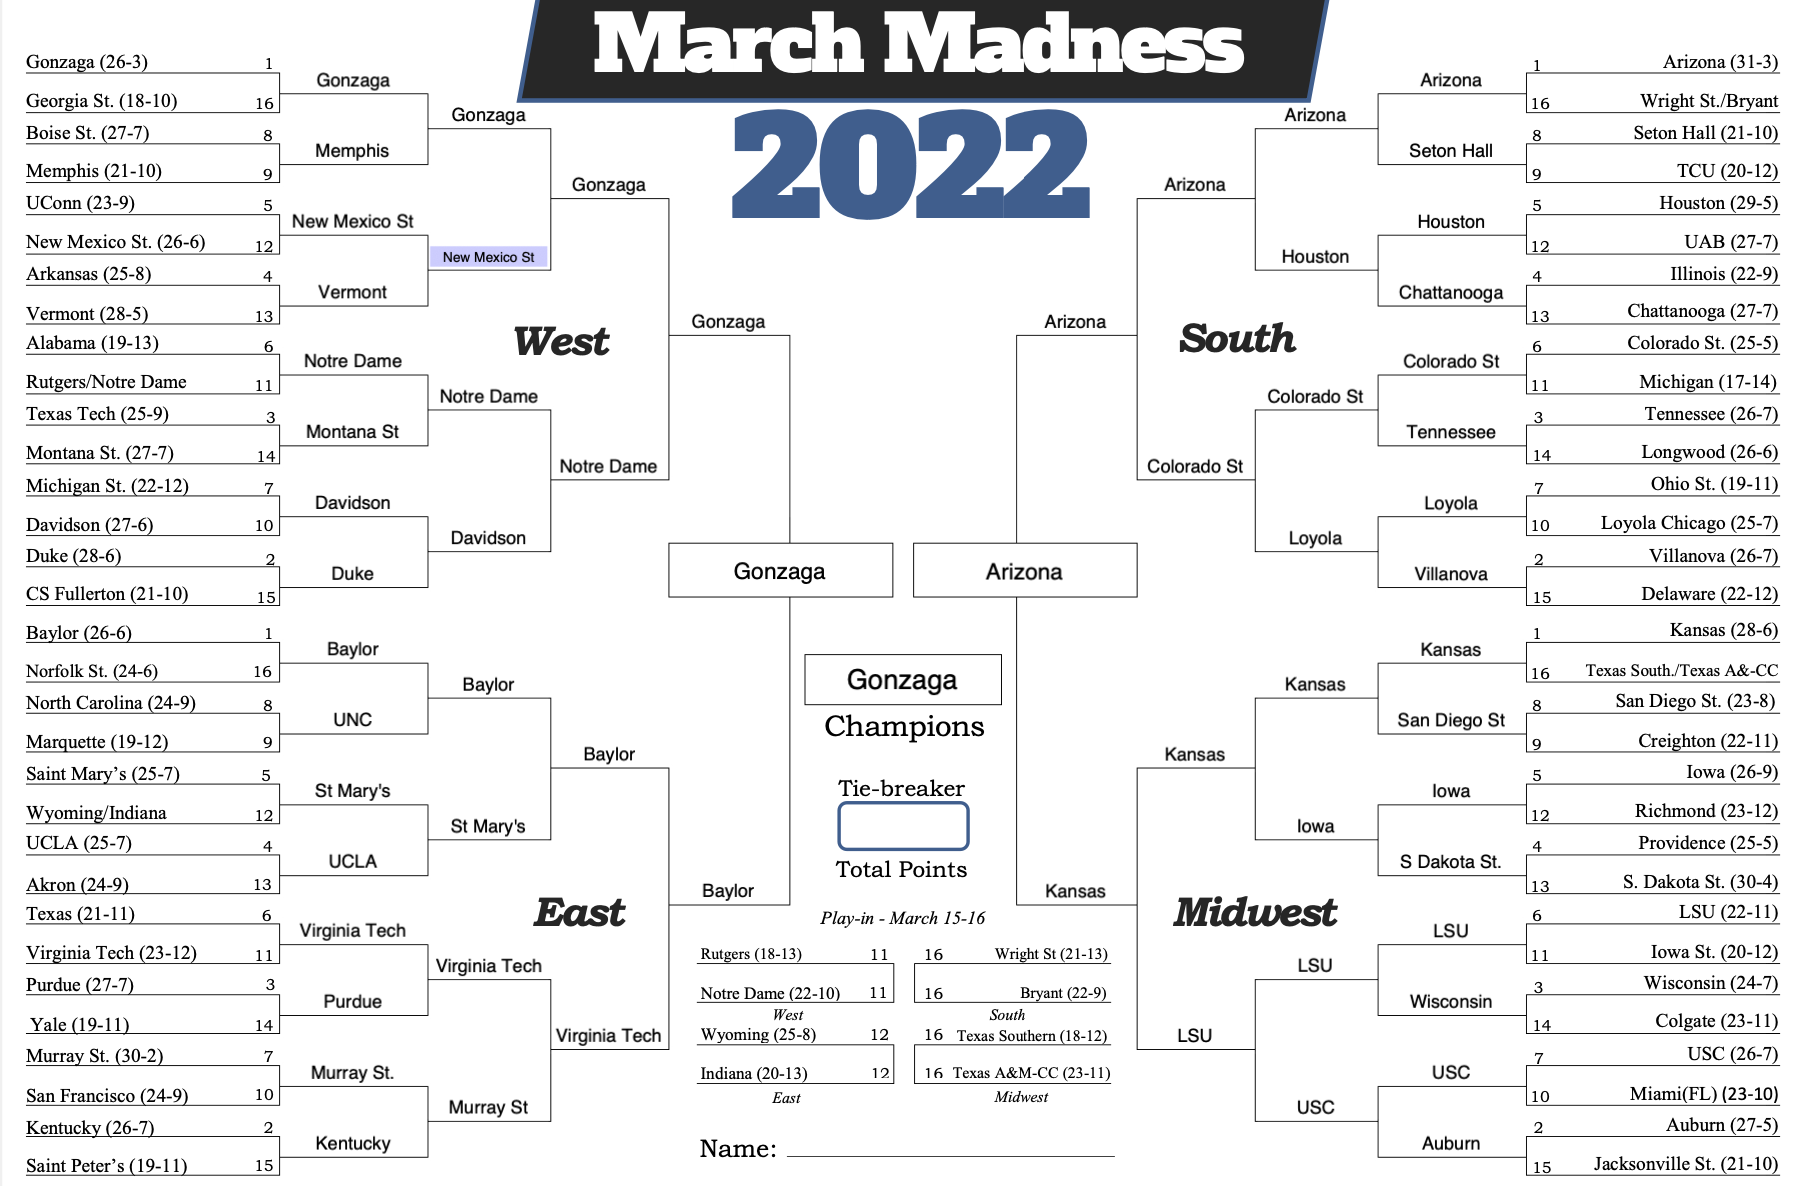 March Madness
2022
Gonzaga (26-3) 1
Georgia St. (18-10) 16
Boise St. (27-7) 8
Memphis (21-10) 9
UConn (23-9) 5
New Mexico St. (26-6) 12
Arkansas (25-8) 4
Vermont (28-5) 13
Alabama (19-13) 6
Rutgers/Notre Dame 11
Texas Tech (25-9) 3
Montana St. (27-7) 14
Michigan St. (22-12) 7
Davidson (27-6) 10
Duke (28-6) 2
CS Fullerton (21-10) 15
Gonzaga
Memphis
New Mexico St
Vermont
Notre Dame
Montana St
Davidson
Duke
Gonzaga
New Mexico St
Notre Dame
Davidson
Gonzaga
Notre Dame
Gonzaga
West
Baylor (26-6) 1
Norfolk St. (24-6) 16
North Carolina (24-9) 8
Marquette (19-12) 9
Saint Mary’s (25-7) 5
Wyoming/Indiana 12
UCLA (25-7) 4
Akron (24-9) 13
Texas (21-11) 6
Virginia Tech (23-12) 11
Purdue (27-7) 3
Yale (19-11) 14
Murray St. (30-2) 7
San Francisco (24-9) 10
Kentucky (26-7) 2
Saint Peter’s (19-11) 15
Baylor
UNC
St Mary's
UCLA
Virginia Tech
Purdue
Murray St.
Kentucky
Baylor
St Mary's
Virginia Tech
Murray St
Baylor
Virginia Tech
Baylor
East
Gonzaga
Arizona
Gonzaga
Champions
Tie-breaker
Total Points
Play-in - March 15-16
Rutgers (18-13) 11
Notre Dame (22-10) 11
West
Wyoming (25-8) 12
Indiana (20-13) 12
East
16 Wright St (21-13)
16 Bryant (22-9)
South
16 Texas Southern (18-12)
16 Texas A&M-CC (23-11)
Midwest
Name:
Arizona
South
Arizona
Colorado St
Arizona
Houston
Colorado St
Loyola
Arizona
Seton Hall
Houston
Chattanooga
Colorado St
Tennessee
Loyola
Villanova
1 Arizona (31-3)
16 Wright St./Bryant
8 Seton Hall (21-10)
9 TCU (20-12)
5 Houston (29-5)
12 UAB (27-7)
4 Illinois (22-9)
13 Chattanooga (27-7)
6 Colorado St. (25-5)
11 Michigan (17-14)
3 Tennessee (26-7)
14 Longwood (26-6)
7 Ohio St. (19-11)
10 Loyola Chicago (25-7)
2 Villanova (26-7)
15 Delaware (22-12)
Kansas
Midwest
Kansas
LSU
Kansas
Iowa
LSU
USC
Kansas
San Diego St
Iowa
S Dakota St.
LSU
Wisconsin
USC
Auburn
1 Kansas (28-6)
16 Texas South./Texas A&-CC
8 San Diego St. (23-8)
9 Creighton (22-11)
5 Iowa (26-9)
12 Richmond (23-12)
4 Providence (25-5)
13 S. Dakota St. (30-4)
6 LSU (22-11)
11 Iowa St. (20-12)
3 Wisconsin (24-7)
14 Colgate (23-11)
7 USC (26-7)
10 Miami(FL) (23-10)
2 Auburn (27-5)
15 Jacksonville St. (21-10)